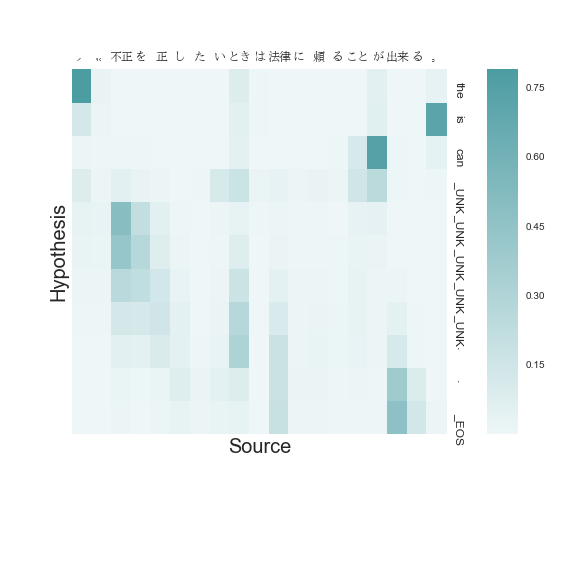 不正 を 正 し た い とき は 法律 に 頼 る こと が 出来 る 。
the
is
can
_UNK _UNK _UNK _UNK _UNK.
.
_EOS
Hypothesis
Source
0.75
0.60
0.45
0.30
0.15